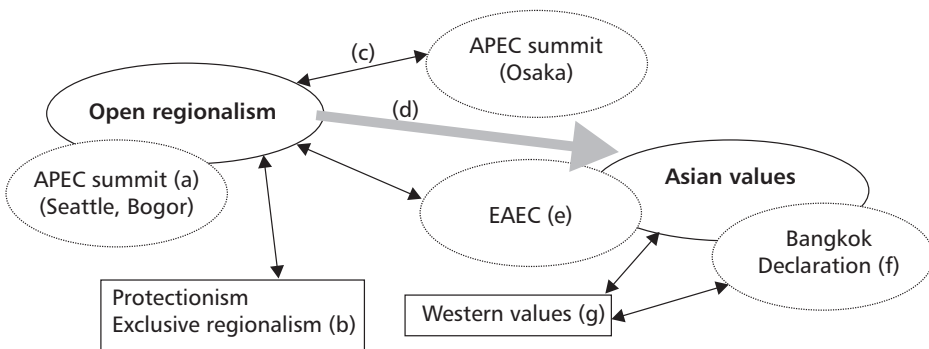 (c)
APEC summit
(Osaka)
Open regionalism
(d)
APEC summit (a)
(Seattle, Bogor)
Asian values
EAEC (e)
Bangkok
Declaration (f)
Protectionism
Exclusive regionalism (b)
Western values (g)